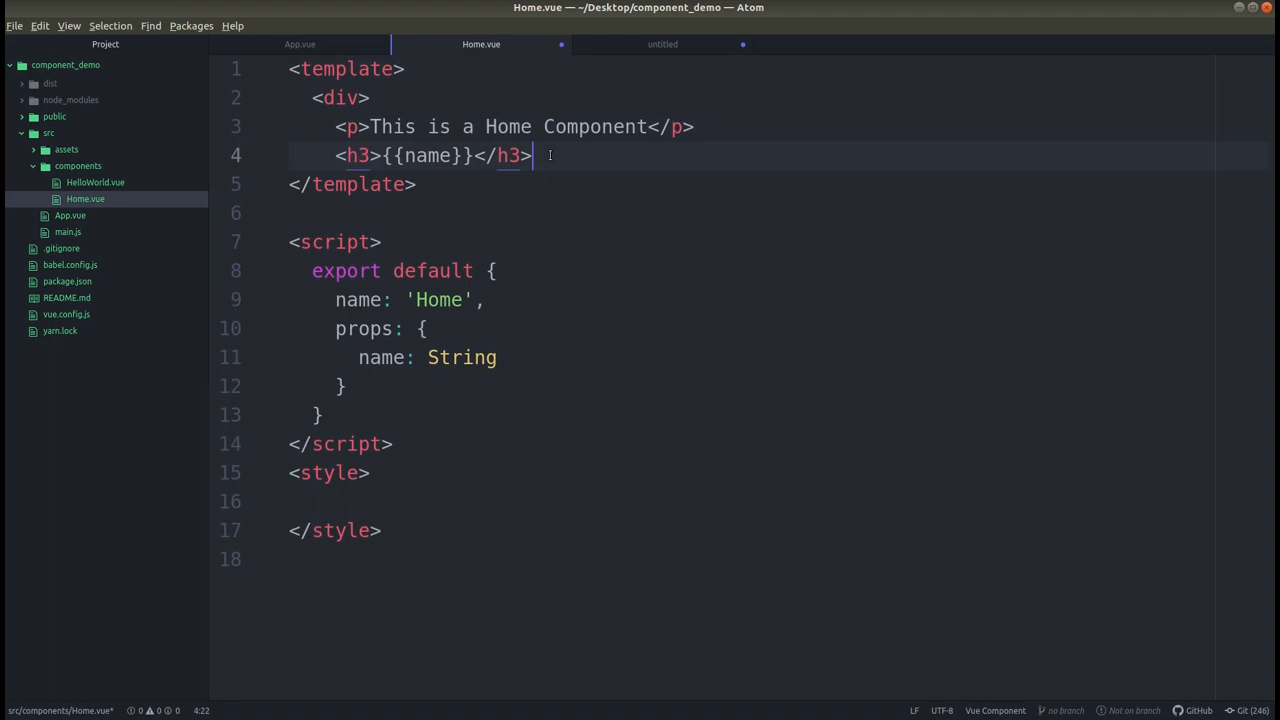 Home.vue — ~/Desktop/component_demo — Atom
File Edit View Selection Find Packages Help
Project
App.vue
Home.vue
untitled
component_demo
dist
node_modules
public
src
assets
components
HelloWorld.vue
Home.vue
App.vue
main.js
.gitignore
babel.config.js
package.json
README.md
vue.config.js
yarn.lock
1 <template>
2 <div>
3 <p>This is a Home Component</p>
4 <h3>{{name}}</h3>
5 </template>
6
7 <script>
8 export default {
9 name: 'Home',
10 props: {
11 name: String
12 }
13 }
14 </script>
15 <style>
16
17 </style>
18
src/components/Home.vue* 0 0 0 4:22
LF UTF-8 Vue Component no branch Not on branch GitHub Git (246)